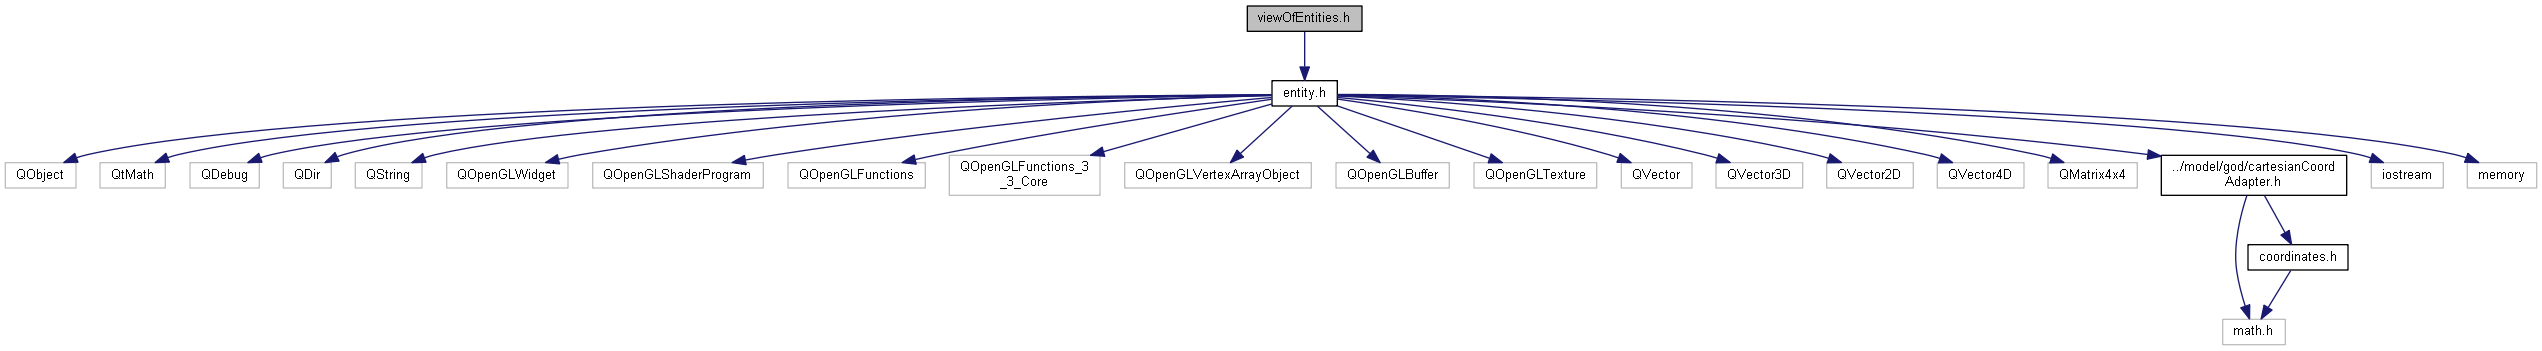 viewOfEntities.h
entity.h
QObject
QtMath
QDebug
QDir
QString
QOpenGLWidget
QOpenGLShaderProgram
QOpenGLFunctions
QOpenGLFunctions_3
_3_Core
QOpenGLVertexArrayObject
QOpenGLBuffer
QOpenGLTexture
QVector
QVector3D
QVector2D
QVector4D
QMatrix4x4
../model/god/cartesianCoord
Adapter.h
iostream
memory
coordinates.h
math.h